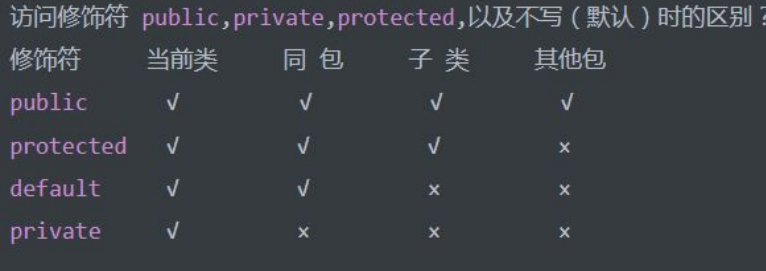 访问修饰符 public,private,protected,以及不写（默认）时的区别？
修饰符 当前类 同 包 子 类 其他包
public √ √ √ √
protected √ √ √ ×
default √ √ × ×
private √ × × ×